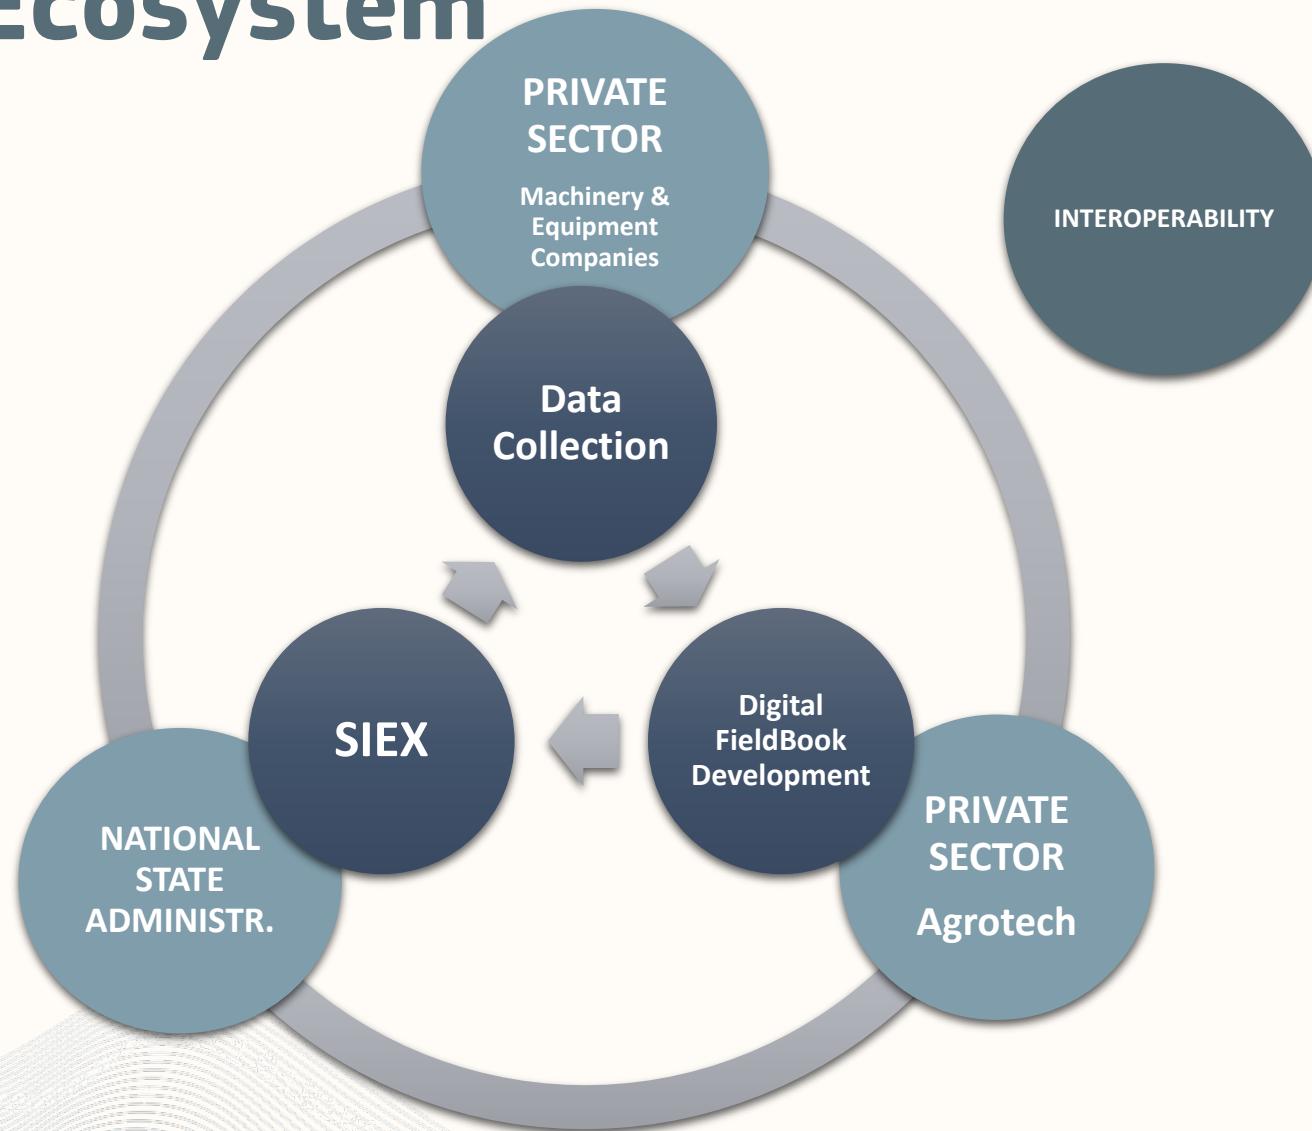 Ecosystem
PRIVATE
SECTOR
Machinery &
Equipment
Companies
INTEROPERABILITY
Data
Collection
SIEX
Digital
FieldBook
Development
NATIONAL
STATE
ADMINISTR.
PRIVATE
SECTOR
Agrotech